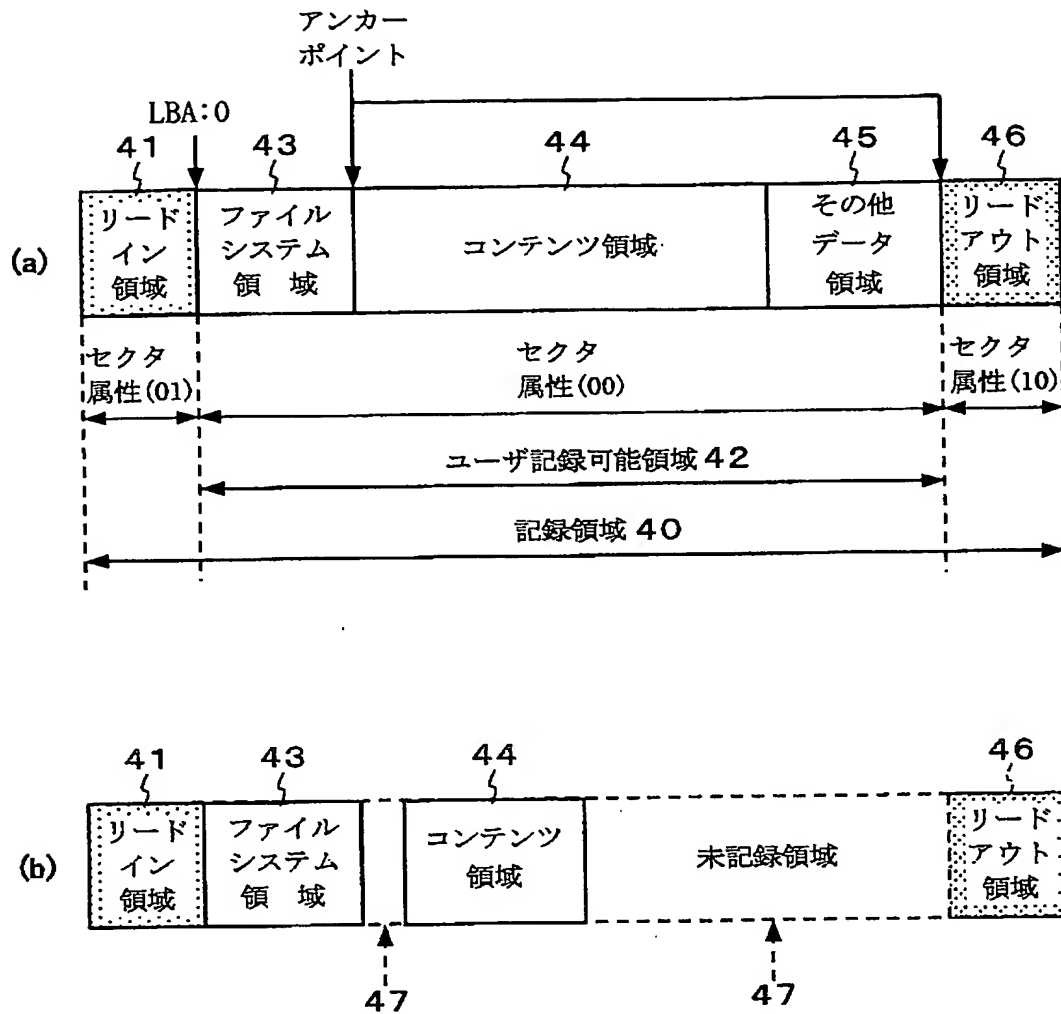 アンカー
ポイント
LBA:0
41
43
44
45
46
(a)
リード
イン
領域
ファイル
システム
領 域
コンテンツ領域
その他
データ
領域
リード
アウト
領域
セクタ
属性(01)
セクタ
属性(00)
セクタ
属性(10)
ユーザ記録可能領域 42
記録領域 40
41
43
44
46
(b)
リード
イン
領域
ファイル
システム
領 域
コンテンツ
領域
未記録領域
リード
アウト
領域
47
47